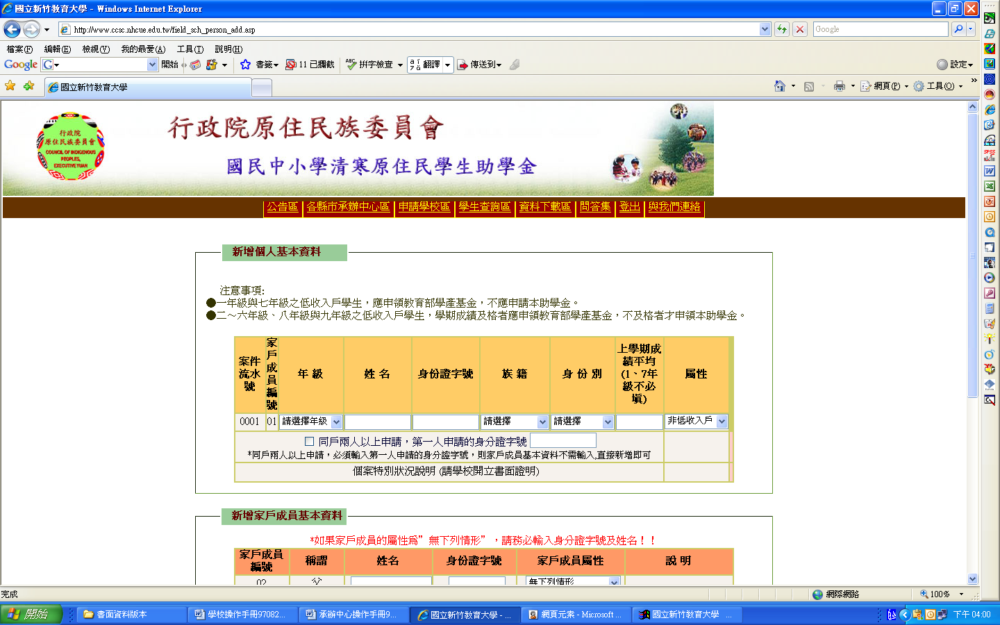 國立新竹教育大學 - Windows Internet Explorer
http://www.ccsc.nhcue.edu.tw/field_sch_person_add.asp
Google
檔案(F) 編輯(E) 檢視(V) 我的最愛(A) 工具(T) 說明(H)
Google 開始 書籤 11 已攔截 拼字檢查 翻譯 傳送到 設定
國立新竹教育大學 網頁(P) 工具(O)
行政院
原住民族委員會
COUNCIL OF INDIGENOUS
PEOPLES,
EXECUTIVE YUAN
行政院原住民族委員會
國民中小學清寒原住民學生助學金
公告區 各縣市承辦中心區 申請學校區 學生查詢區 資料下載區 問答集 登出 與我們連絡
新增個人基本資料
注意事項:
●一年級與七年級之低收入戶學生，應申領教育部學產基金，不應申請本助學金。
●二～六年級、八年級與九年級之低收入戶學生，學期成績及格者應申領教育部學產基金，不及格者才申領本助學金。
案件流水號 家戶成員編號 年 級 姓 名 身份證字號 族 籍 身 份 別 上學期成績平均(1、7年級不必填) 屬性
0001 01 請選擇年級 請選擇 請選擇 非低收入戶
同戶兩人以上申請，第一人申請的身分證字號
*同戶兩人以上申請，必須輸入第一人申請的身分證字號，則家戶成員基本資料不需輸入,直接新增即可
個案特別狀況說明 (請學校開立書面證明)
新增家戶成員基本資料
*如果家戶成員的屬性為”無下列情形”，請務必輸入身分證字號及姓名！！
家戶成員編號 稱謂 姓名 身份證字號 家戶成員屬性 說 明
02 父 無下列情形
完成 網際網路 100%
開始 書面資料版本 學校操作手冊97082... 承辦中心操作手冊9... 國立新竹教育大學 - ... 網頁元素 - Microsoft ... 國立新竹教育大學 ... 下午 04:00